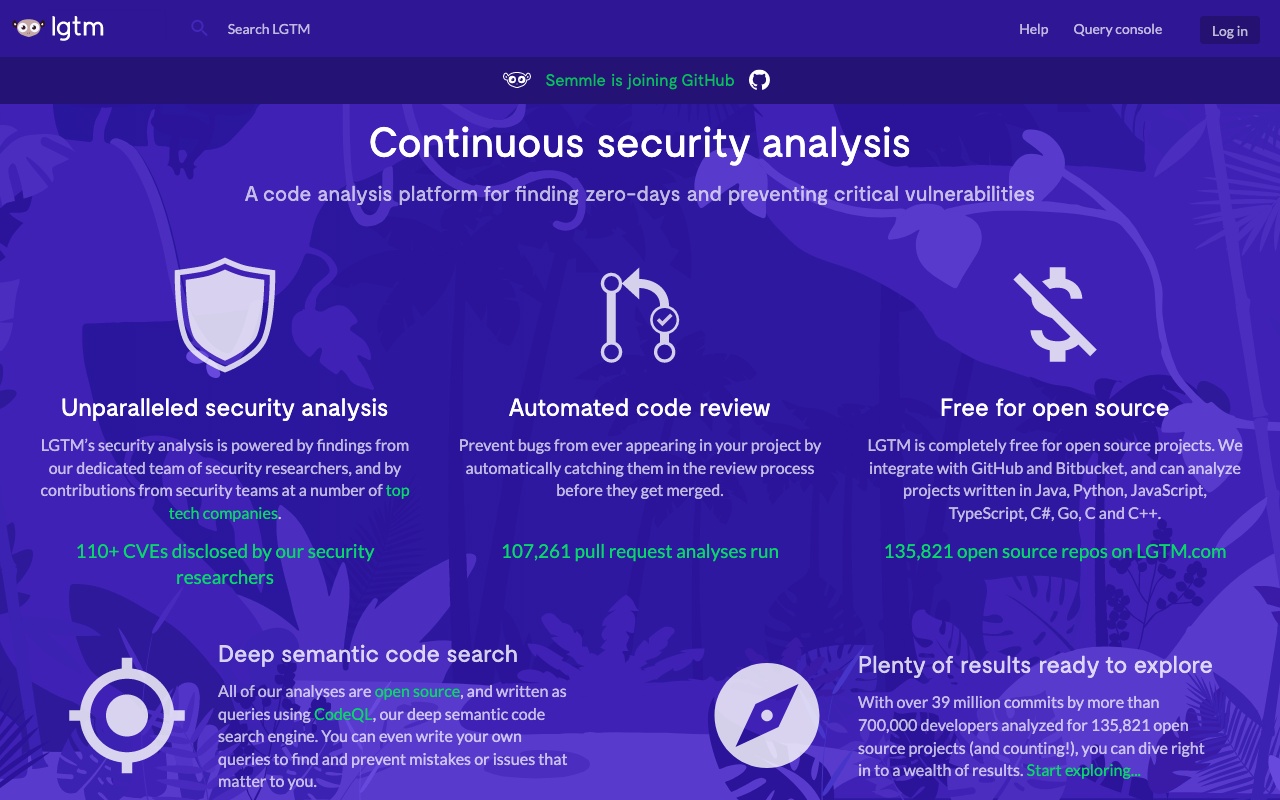 lgtm
Search LGTM
Help
Query console
Log in
Semmle is joining GitHub
Continuous security analysis
A code analysis platform for finding zero-days and preventing critical vulnerabilities
Unparalleled security analysis
LGTM's security analysis is powered by findings from
our dedicated team of security researchers, and by
contributions from security teams at a number of top
tech companies.
110+ CVEs disclosed by our security
researchers
Automated code review
Prevent bugs from ever appearing in your project by
automatically catching them in the review process
before they get merged.
107,261 pull request analyses run
Free for open source
LGTM is completely free for open source projects. We
integrate with GitHub and Bitbucket, and can analyze
projects written in Java, Python, JavaScript,
TypeScript, C#, Go, C and C++.
135,821 open source repos on LGTM.com
Deep semantic code search
All of our analyses are open source, and written as
queries using CodeQL, our deep semantic code
search engine. You can even write your own
queries to find and prevent mistakes or issues that
matter to you.
Plenty of results ready to explore
With over 39 million commits by more than
700,000 developers analyzed for 135,821 open
source projects (and counting!), you can dive right
in to a wealth of results. Start exploring...